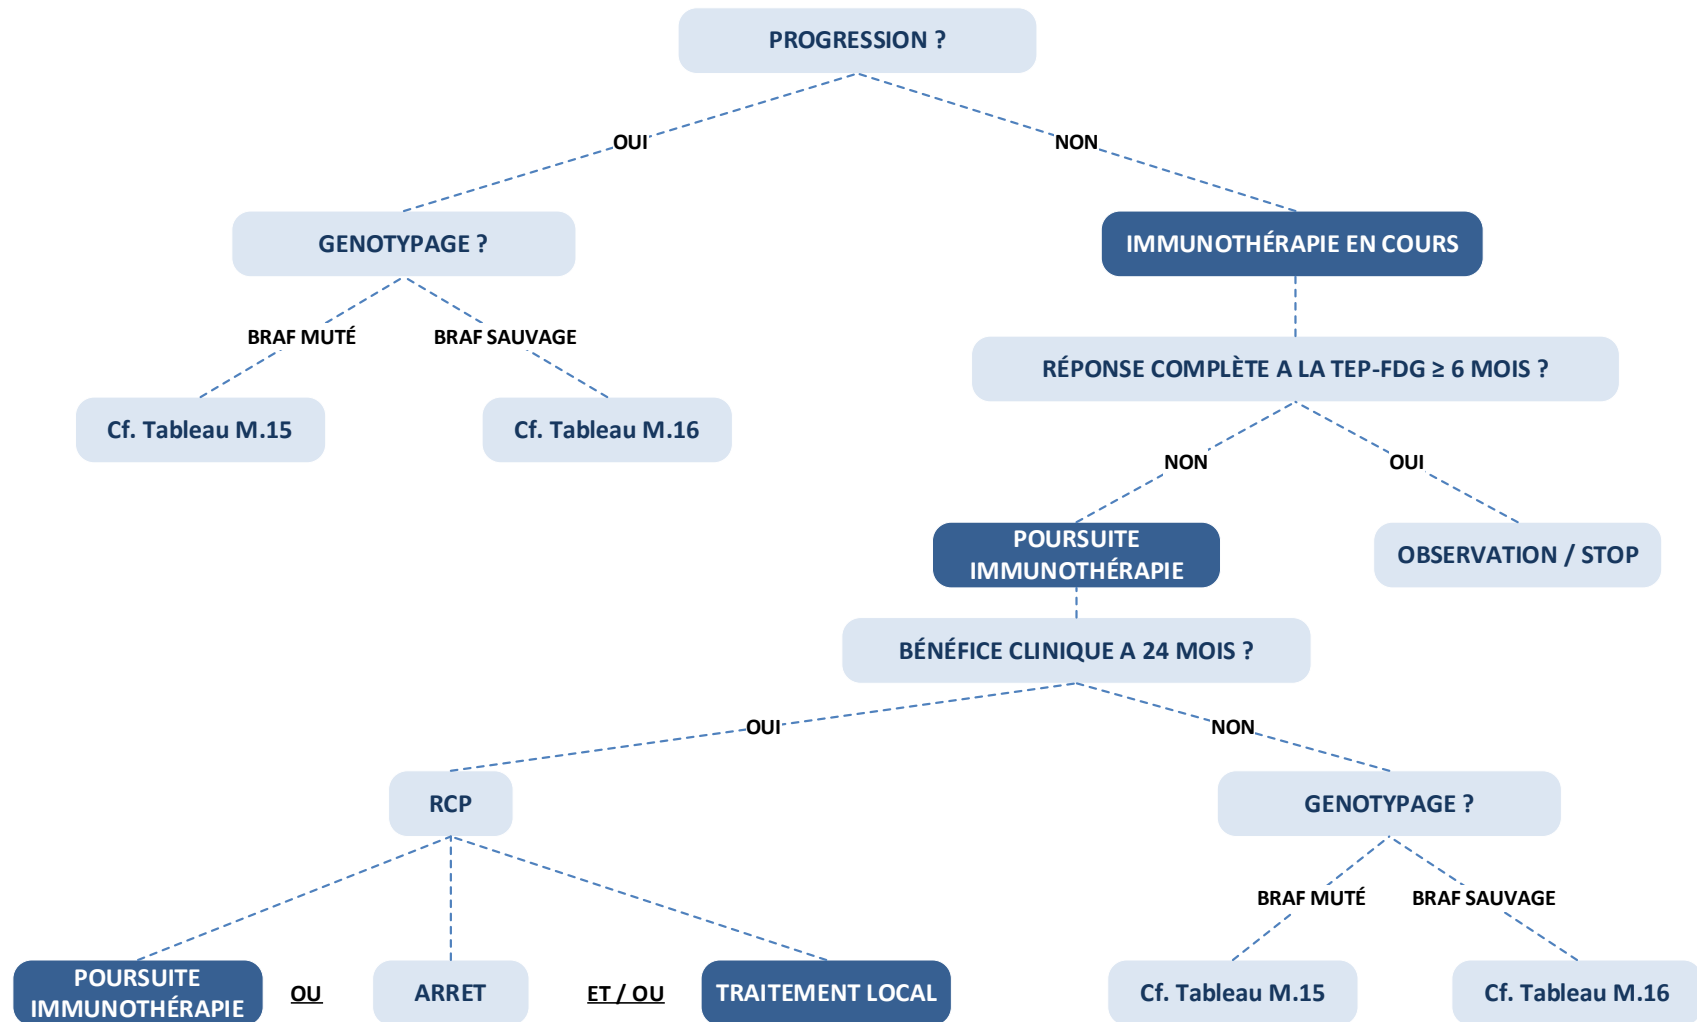 PROGRESSION ?
OUI
NON
GENOTYPAGE ?
IMMUNOTHÉRAPIE EN COURS
BRAF MUTÉ
BRAF SAUVAGE
RÉPONSE COMPLÈTE A LA TEP-FDG ≥ 6 MOIS ?
Cf. Tableau M.15
Cf. Tableau M.16
NON
OUI
POURSUITE
IMMUNOTHÉRAPIE
OBSERVATION / STOP
BÉNÉFICE CLINIQUE A 24 MOIS ?
OUI
NON
RCP
GENOTYPAGE ?
BRAF MUTÉ
BRAF SAUVAGE
POURSUITE
IMMUNOTHÉRAPIE
OU
ARRET
ET / OU
TRAITEMENT LOCAL
Cf. Tableau M.15
Cf. Tableau M.16